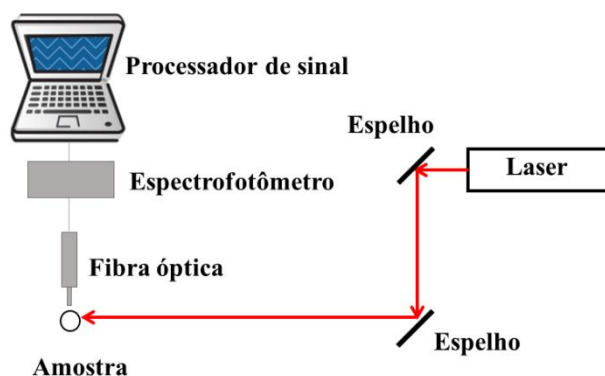 Processador de sinal
Espelho
Laser
Espectrofotômetro
Fibra óptica
Espelho
Amostra